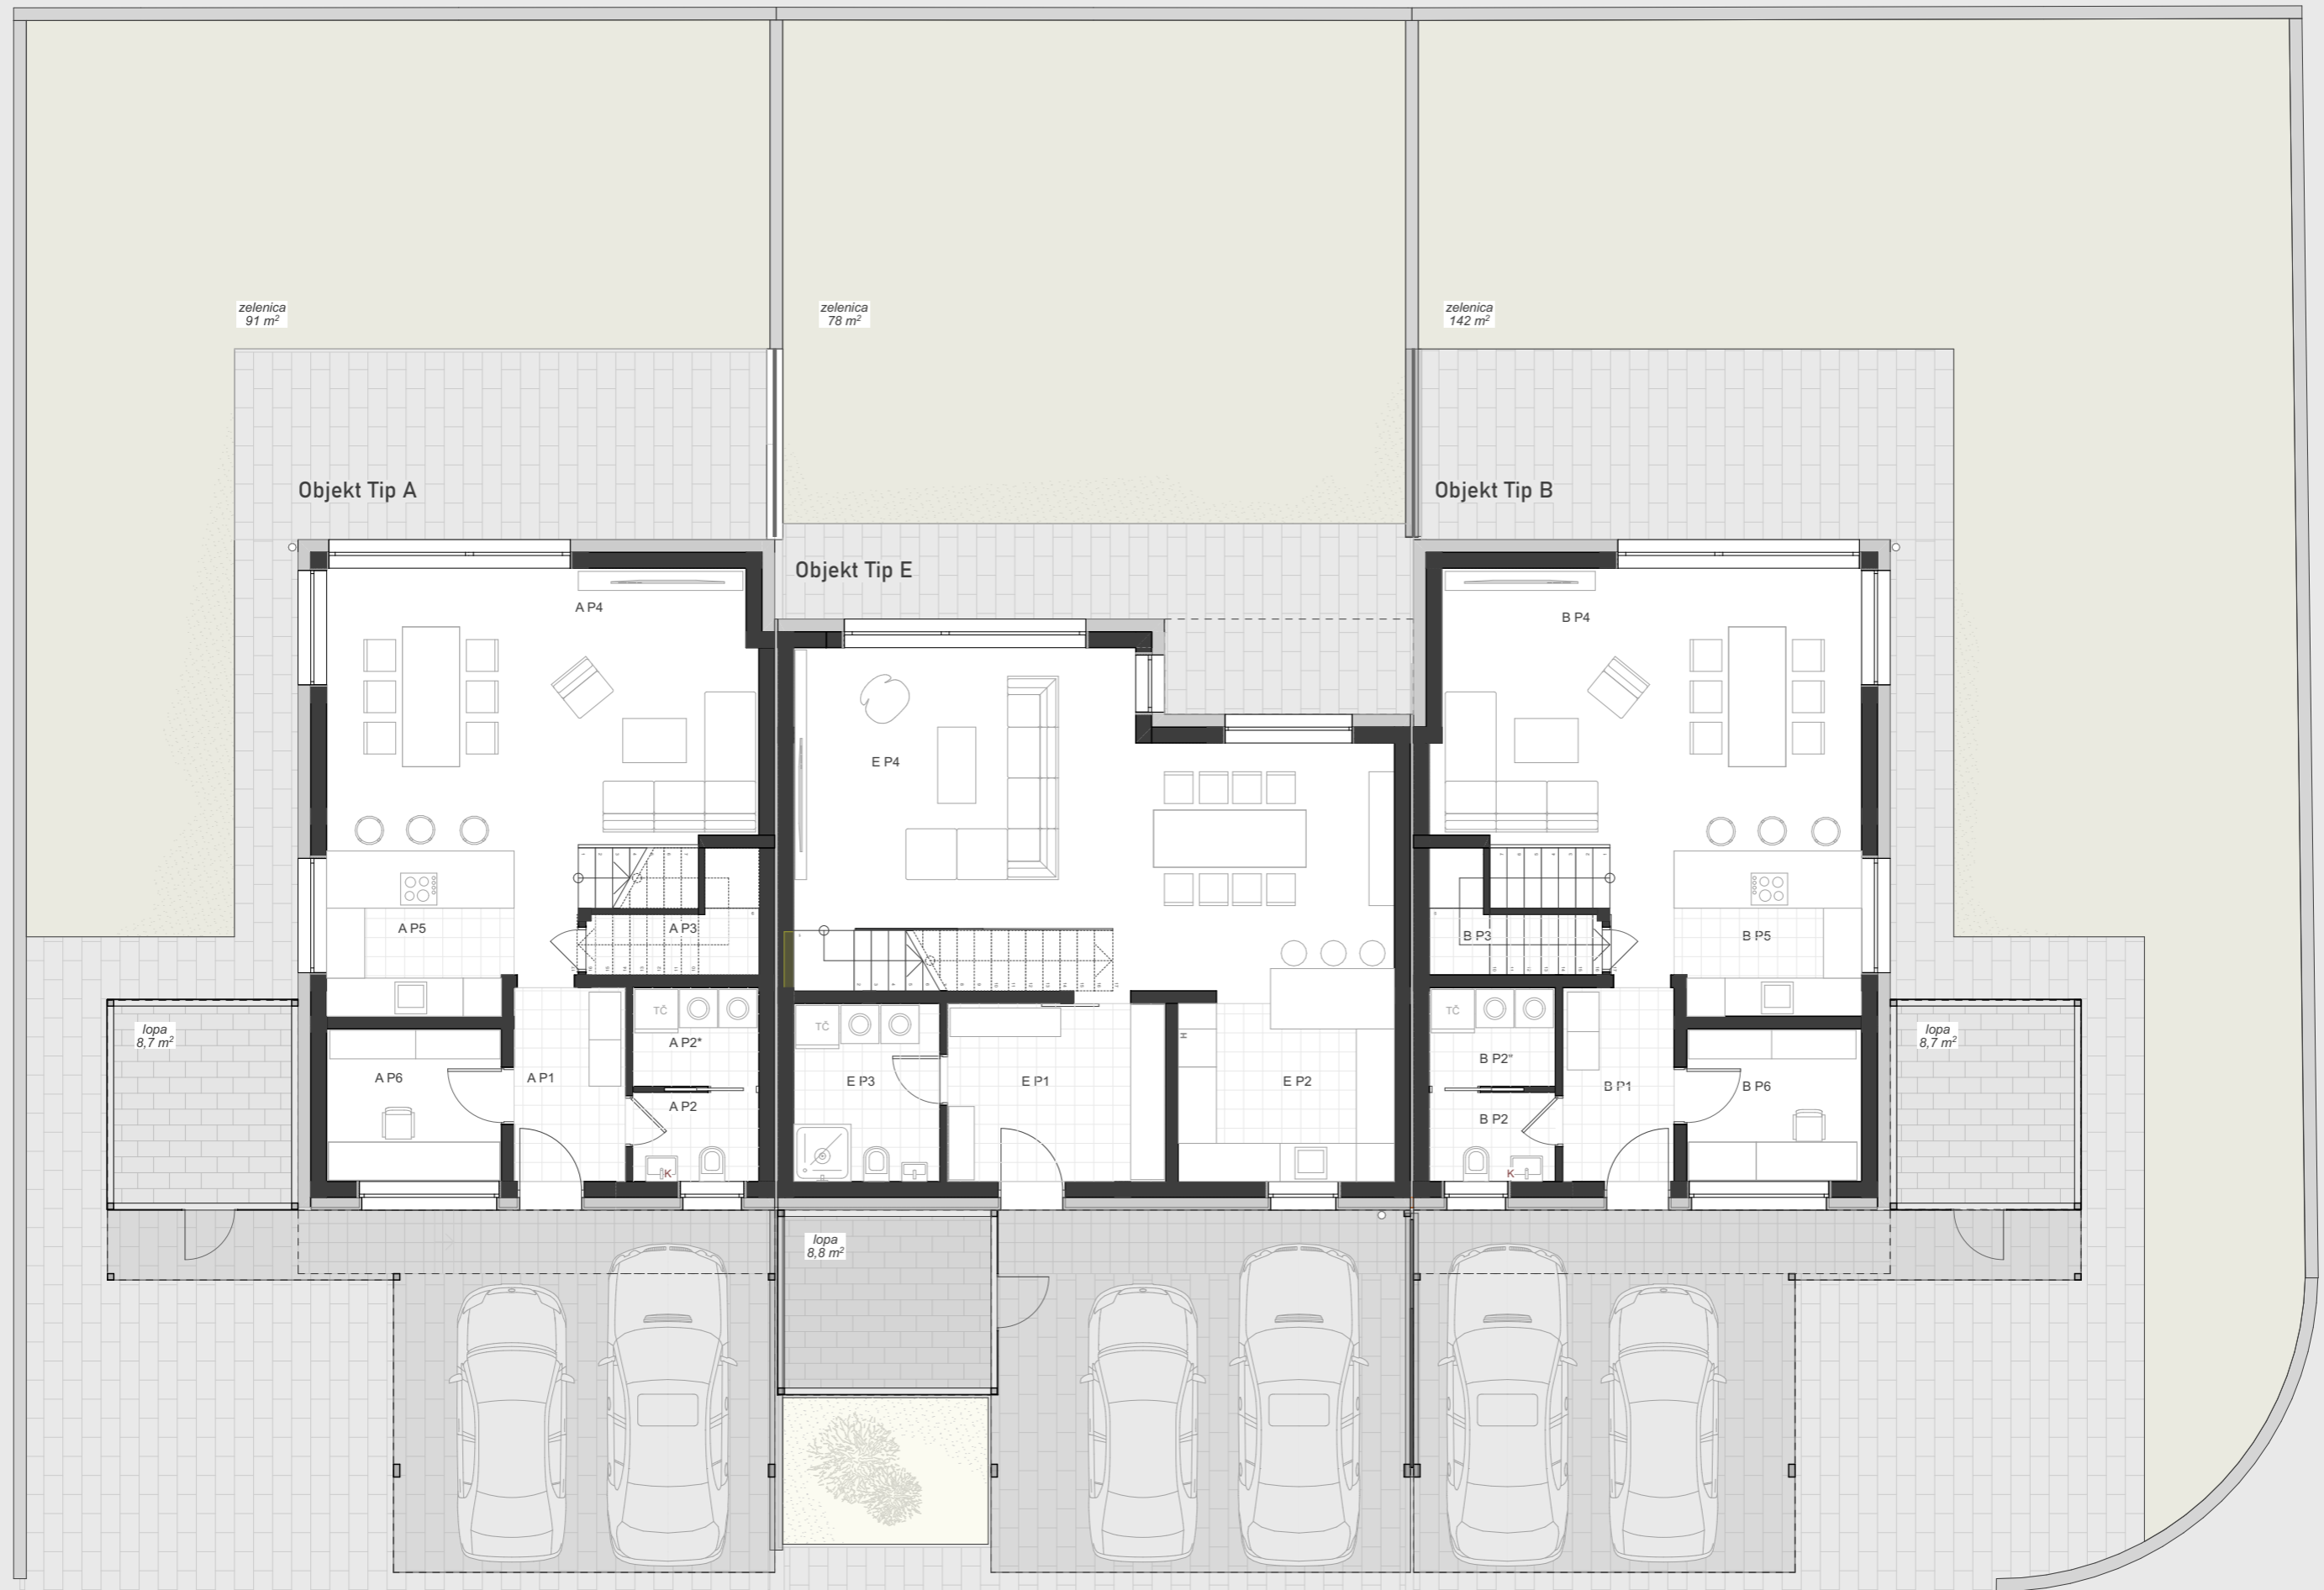 zelenica
91 m²
zelenica
78 m²
zelenica
142 m²
Objekt Tip A
Objekt Tip B
Objekt Tip E
A P4
B P4
E P4
A P5
A P3
B P3
B P5
lopa
8,7 m²
TČ
TČ
TČ
lopa
8,7 m²
A P2*
B P2*
H
A P6
A P1
E P3
E P1
E P2
B P1
B P6
A P2
B P2
K
K
lopa
8,8 m²